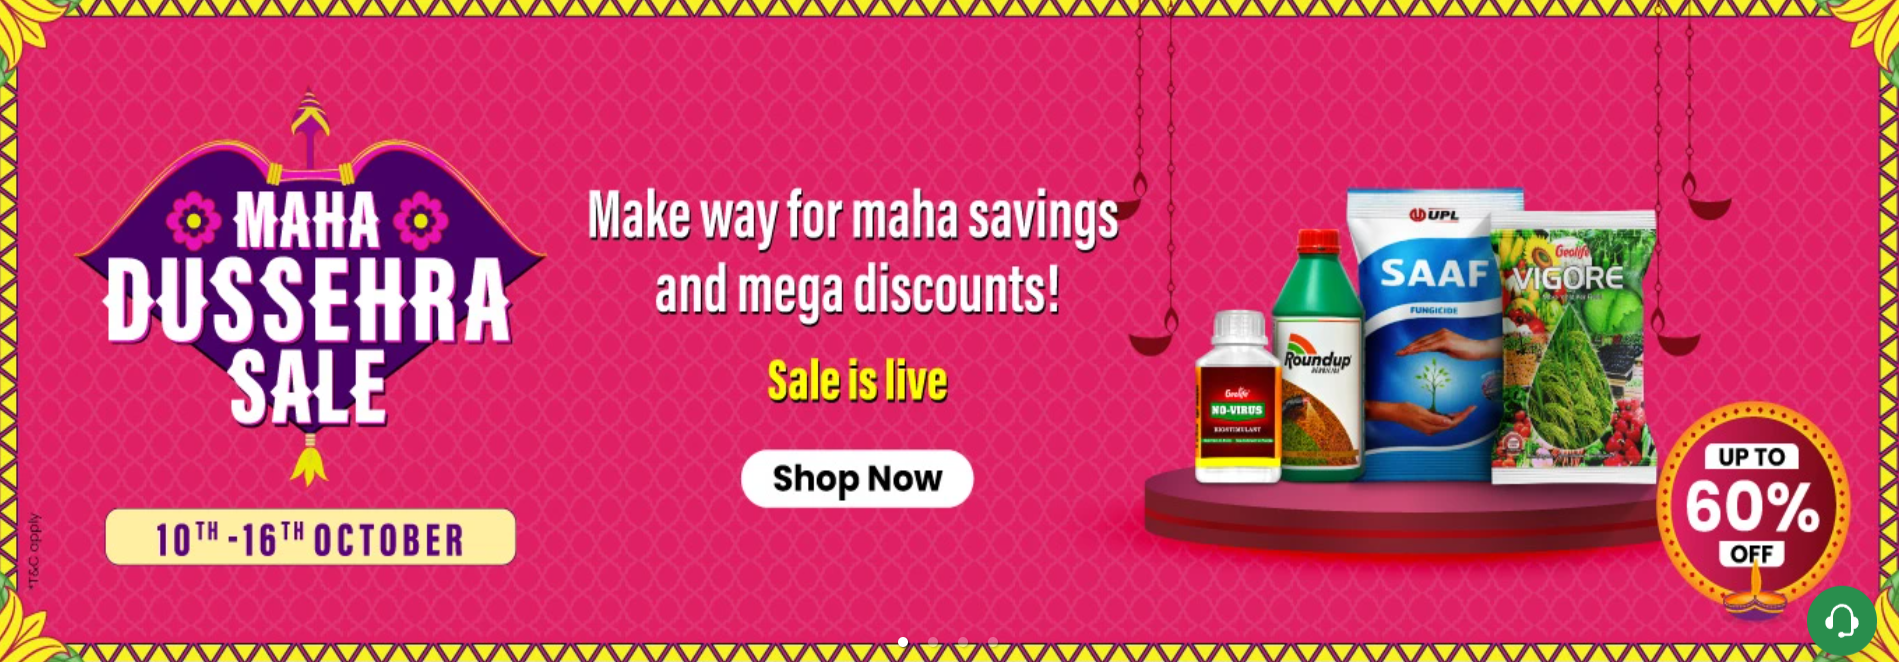 MAHA
DUSSEHRA
SALE
10TH -16TH OCTOBER
*T&C apply
Make way for maha savings
and mega discounts!
Sale is live
Shop Now
Geolife
NO-VIRUS
BIOSTIMULANT
Roundup
HERBICIDE
UPL
SAAF
FUNGICIDE
Geolife
VIGORE
UP TO
60%
OFF